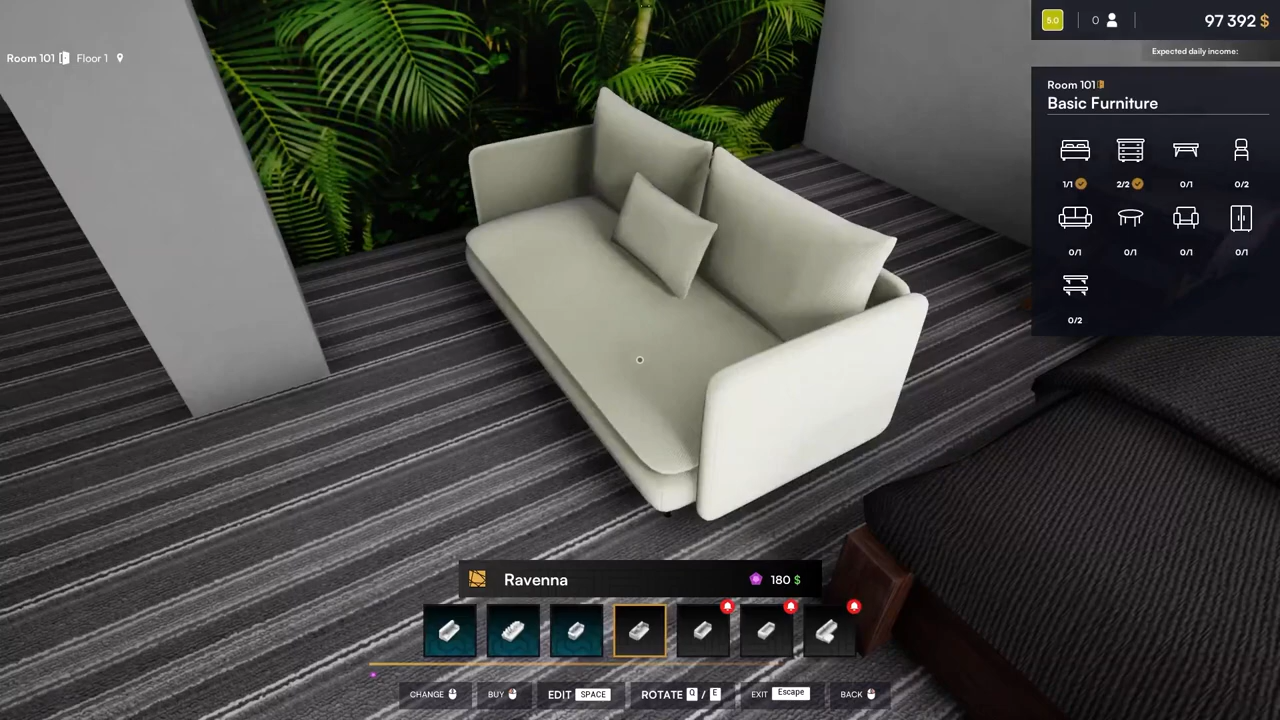 Room 101 Floor 1
5.0 0 97 392 $
Expected daily income:
Room 101
Basic Furniture
1/1 2/2 0/1 0/2
0/1 0/1 0/1 0/1
0/2
Ravenna 180 $
CHANGE BUY EDIT SPACE ROTATE Q / E EXIT Escape BACK